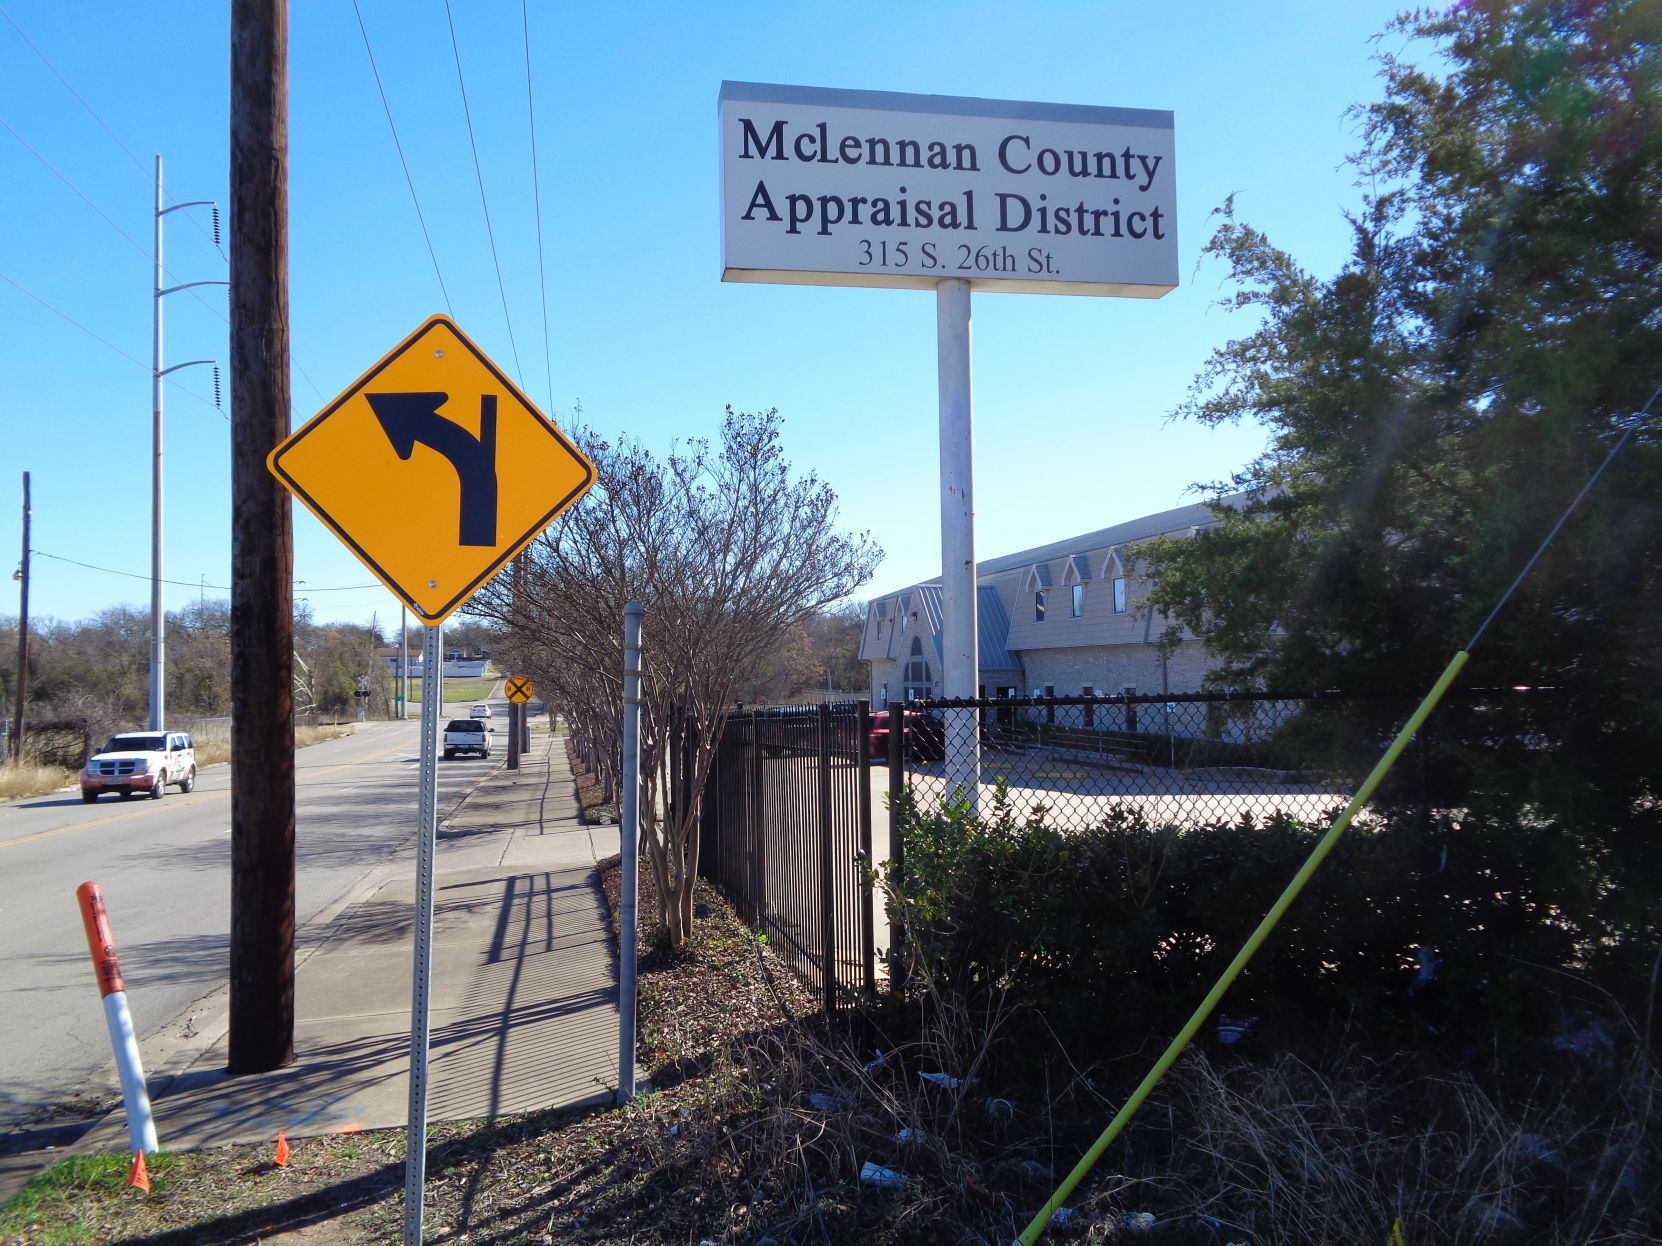 McLennan County
Appraisal District
315 S. 26th St.
R R